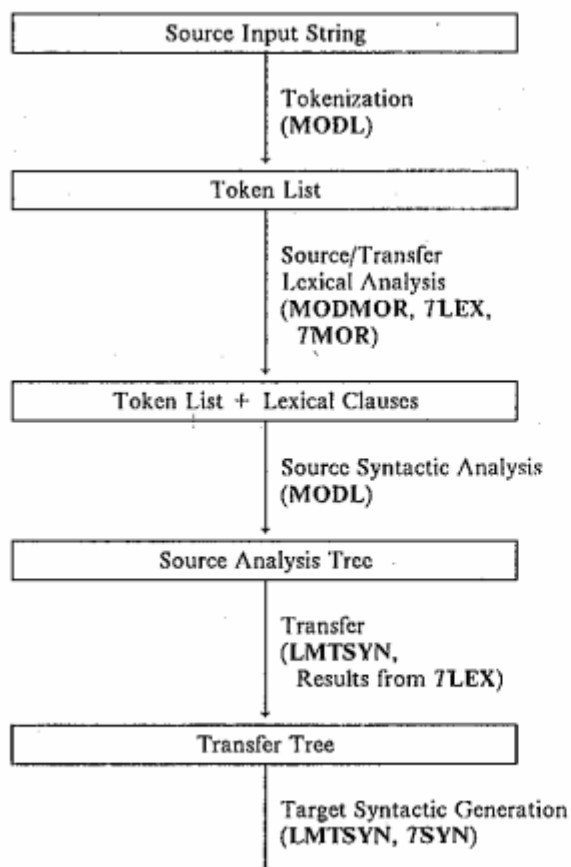 Source Input String
Tokenization
(MODL)
Token List
Source/Transfer
Lexical Analysis
(MODMOR, 7LEX,
7MOR)
Token List + Lexical Clauses
Source Syntactic Analysis
(MODL)
Source Analysis Tree
Transfer
(LMTSYN,
Results from 7LEX)
Transfer Tree
Target Syntactic Generation
(LMTSYN, 7SYN)